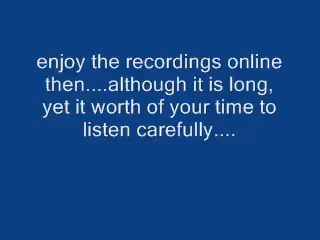 enjoy the recordings online
then....although it is long,
yet it worth of your time to
listen carefully....